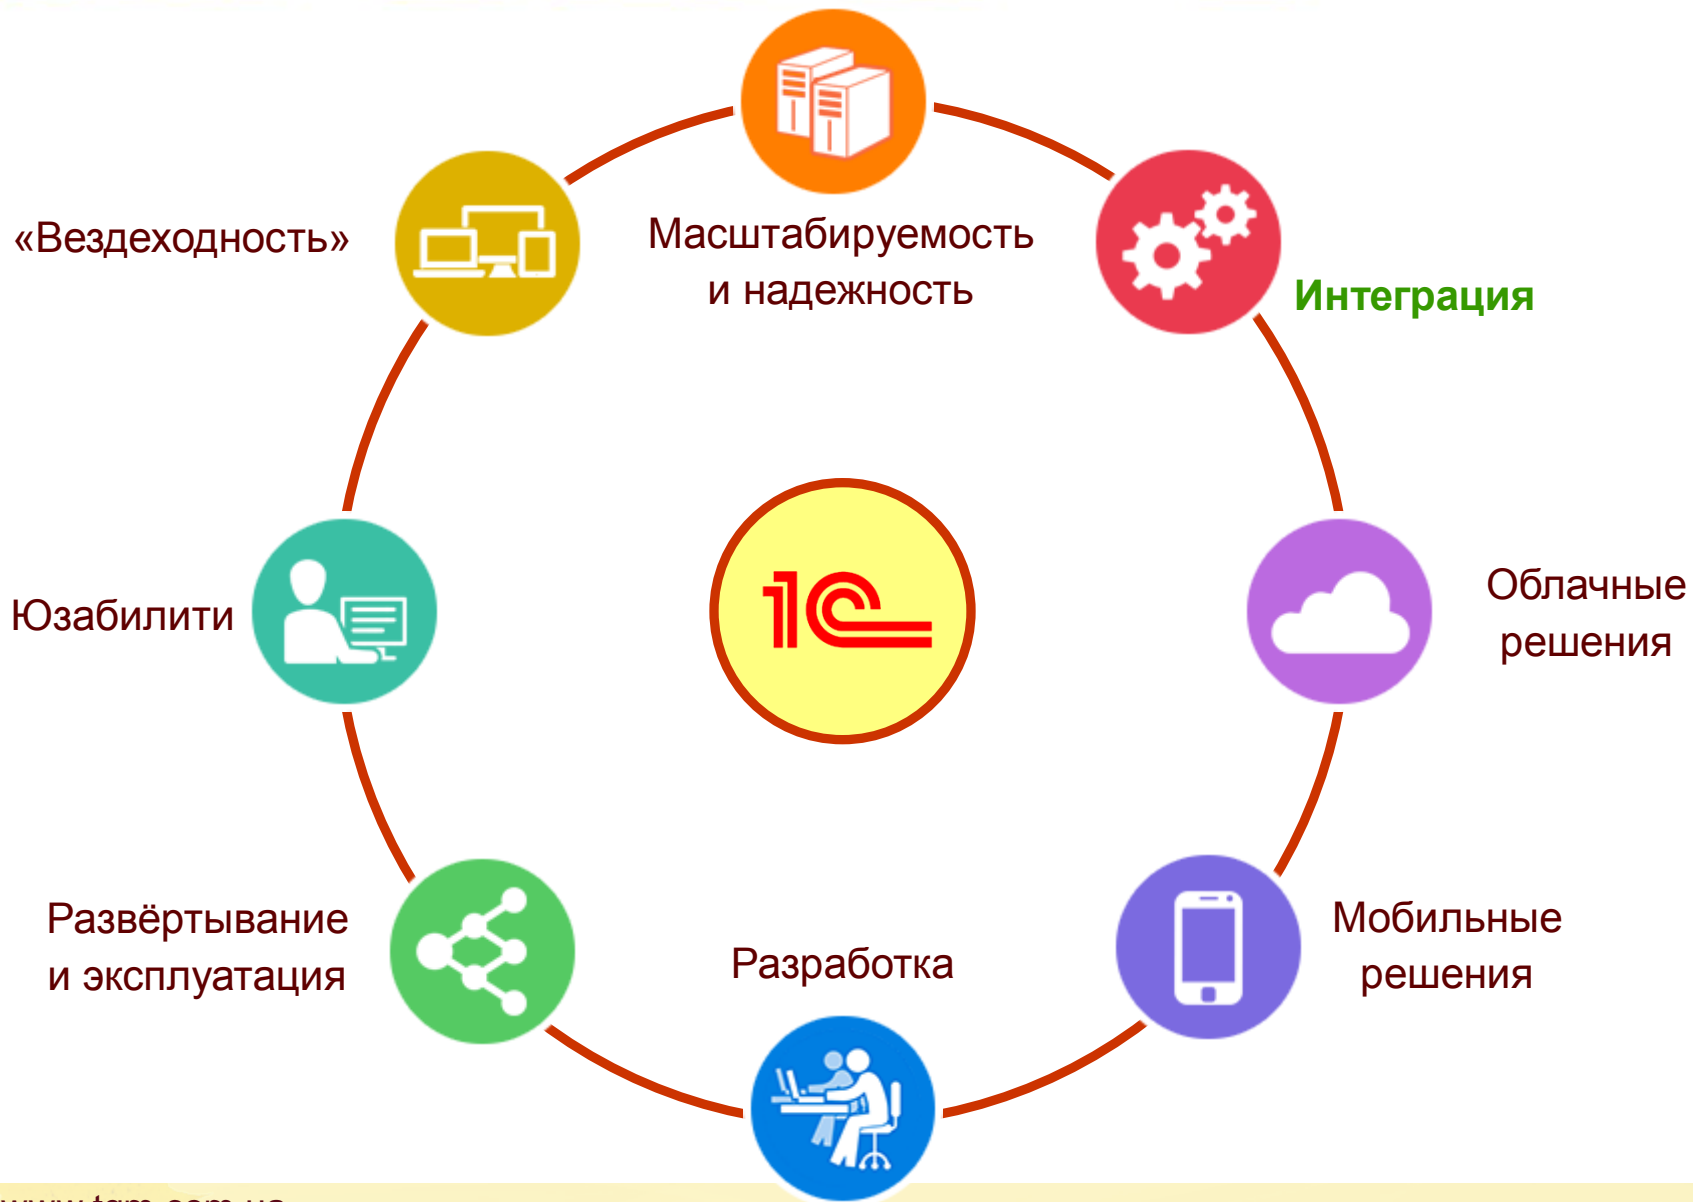 Масштабируемость
и надежность
«Вездеходность»
Интеграция
1С
Юзабилити
Облачные
решения
Развёртывание
и эксплуатация
Разработка
Мобильные
решения